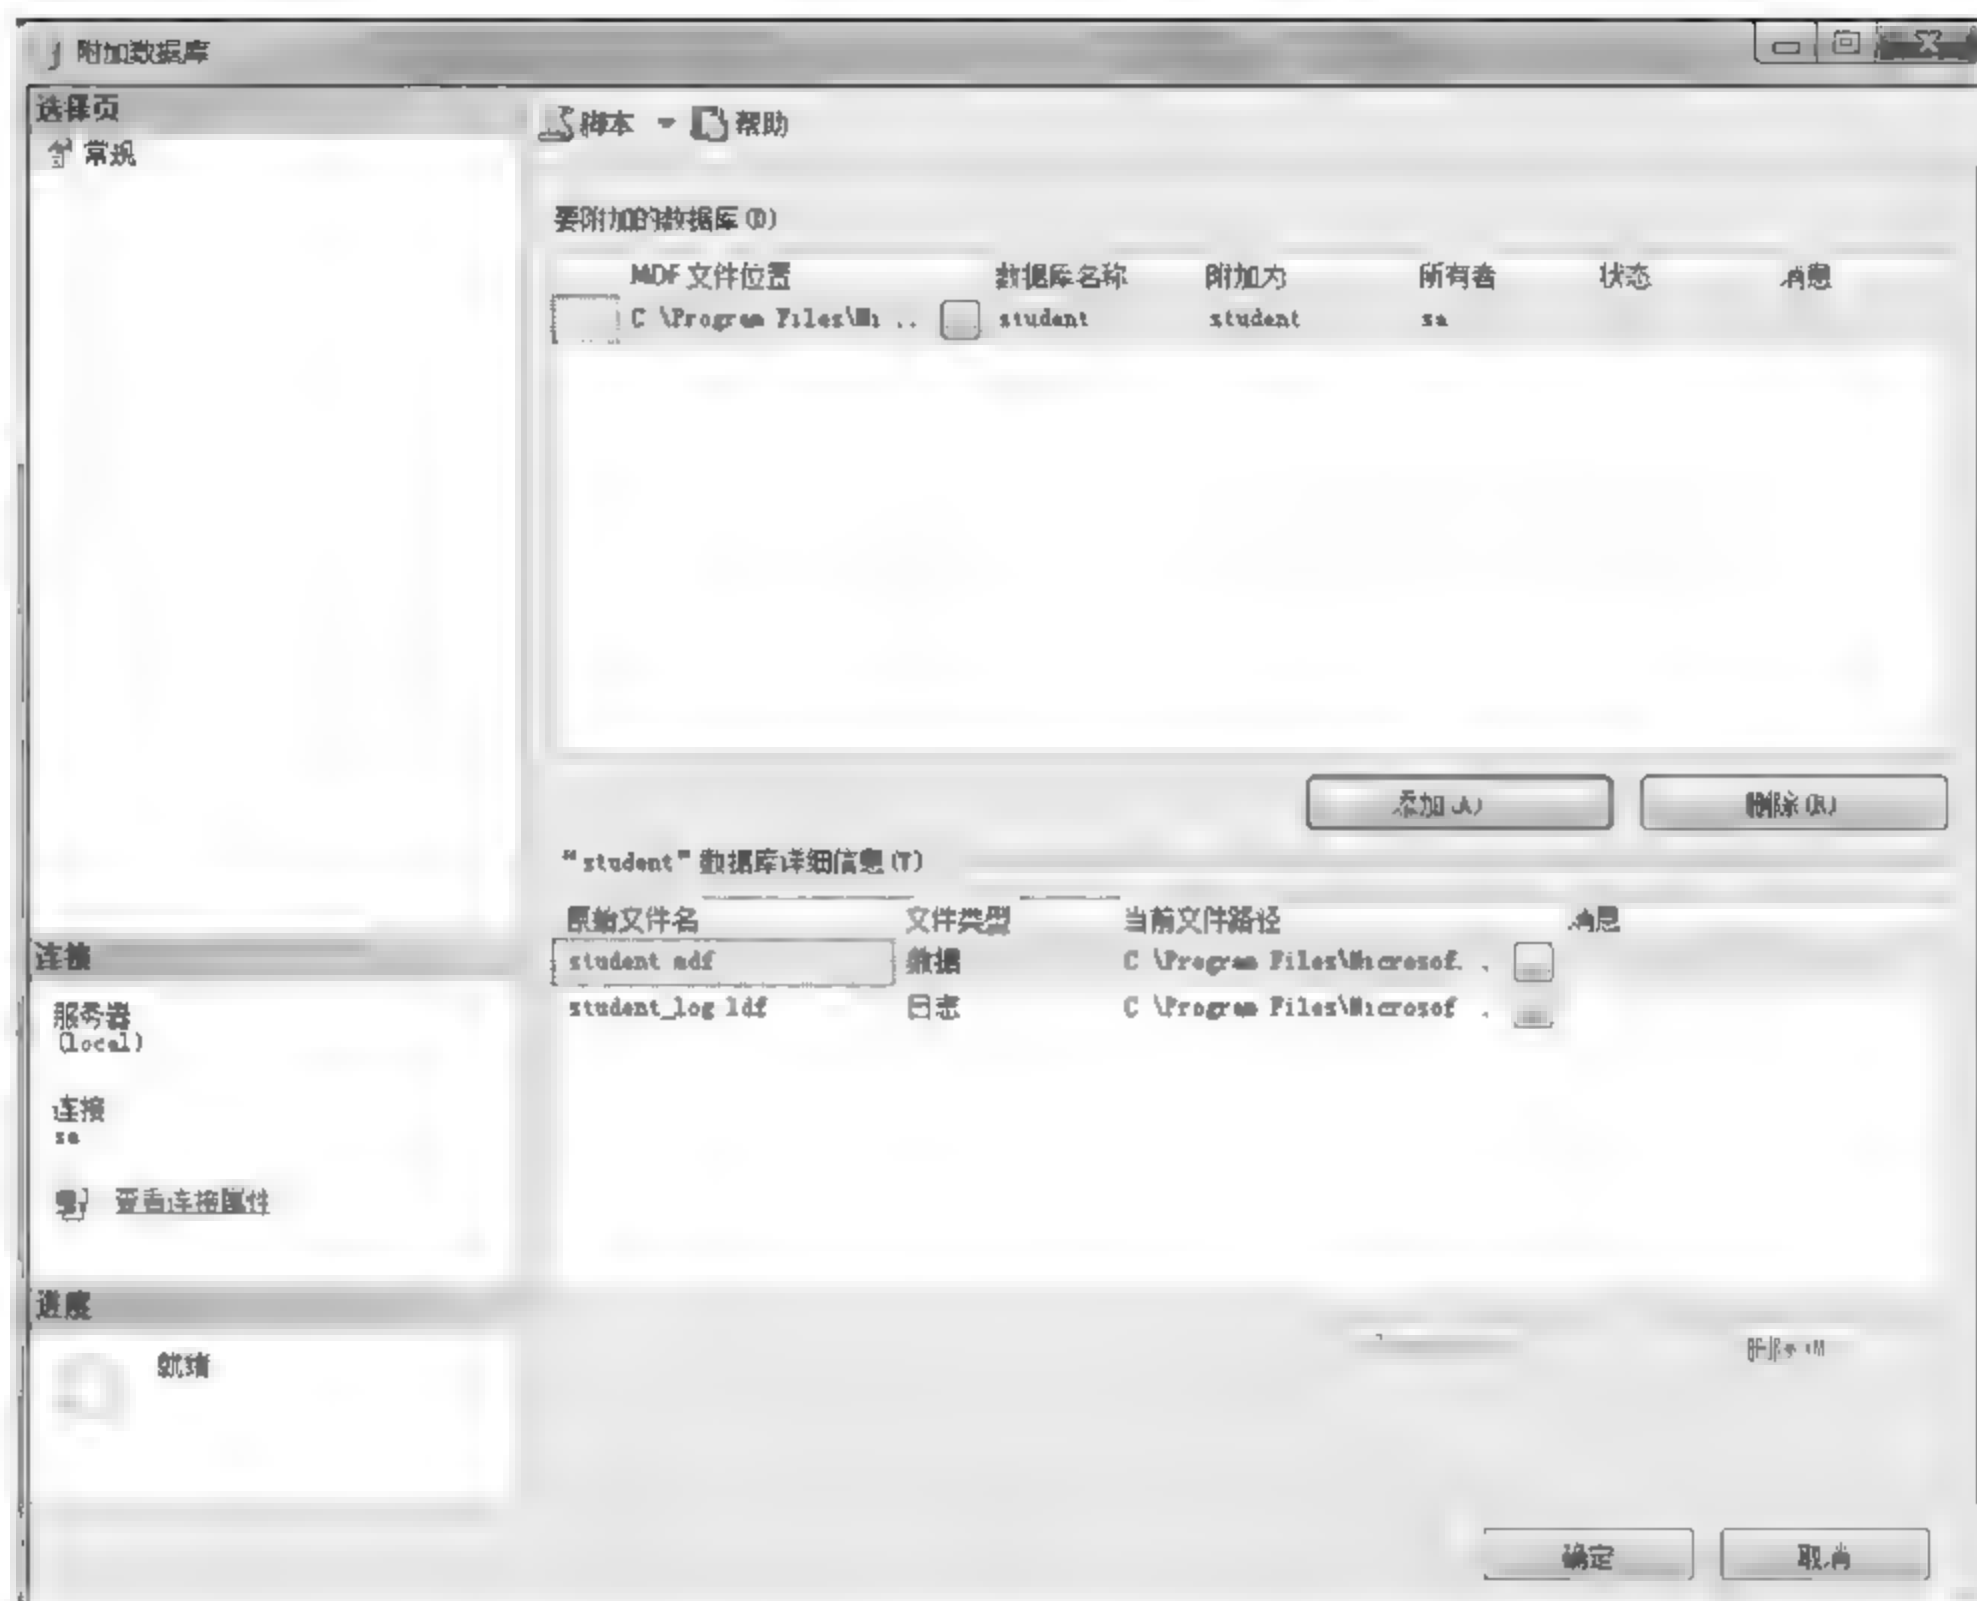 附加数据库
选择页
常规
脚本 帮助
要附加的数据库(D)
MDF 文件位置 数据库名称 附加为 所有者 状态 消息
C \Program Files\Mi .. student student sa
添加(A) 删除(R)
"student" 数据库详细信息(T)
原始文件名 文件类型 当前文件路径 消息
student mdf 数据 C \Program Files\Microsof. .
student_log ldf 日志 C \Program Files\Microsof .
连接
服务器
(local)
连接
sa
查看连接属性
进度
就绪
确定 取消